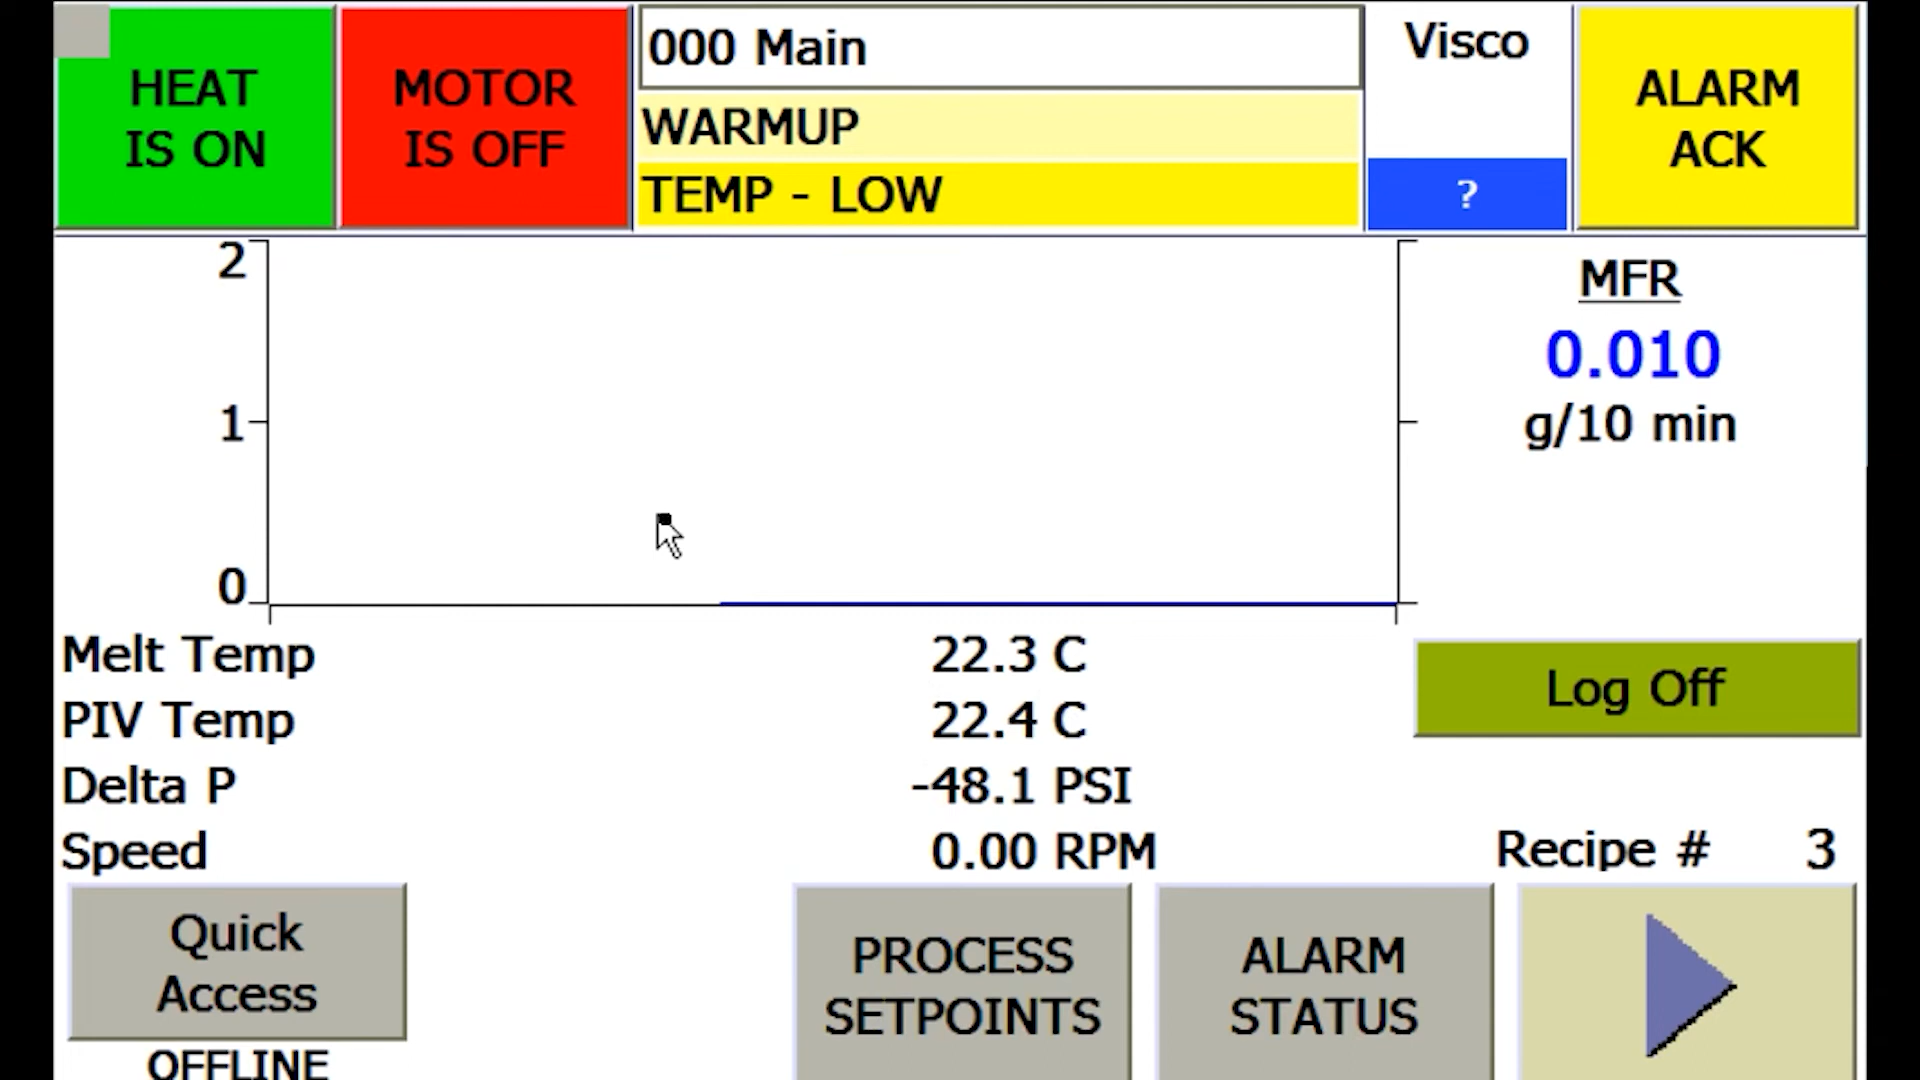 HEAT
IS ON
MOTOR
IS OFF
000 Main
WARMUP
TEMP - LOW
Visco
?
ALARM
ACK
2
1
0
MFR
0.010
g/10 min
Melt Temp 22.3 C
PIV Temp 22.4 C
Delta P -48.1 PSI
Speed 0.00 RPM
Log Off
Recipe # 3
Quick
Access
OFFLINE
PROCESS
SETPOINTS
ALARM
STATUS